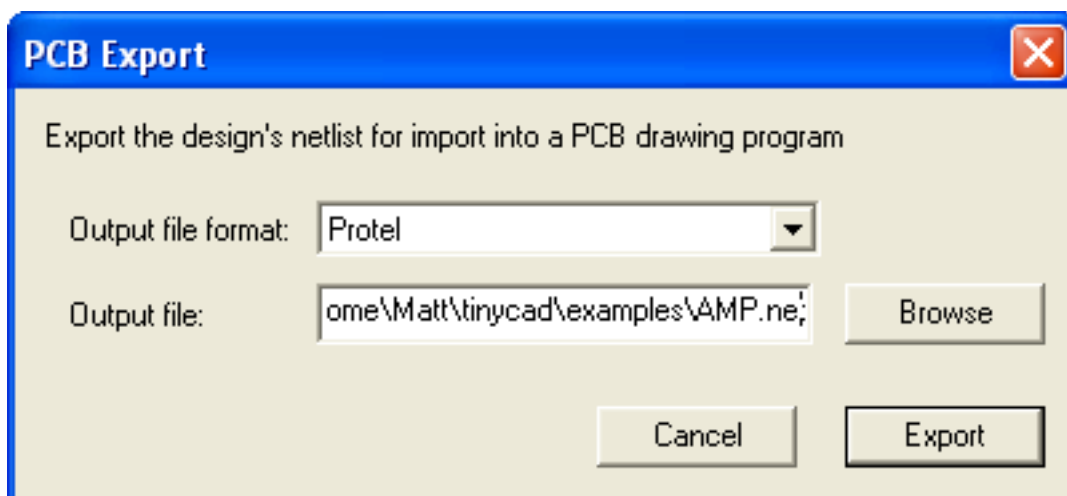 PCB Export
Export the design's netlist for import into a PCB drawing program
Output file format: Protel
Output file: ome\Matt\tinycad\examples\AMP.ne
Browse
Cancel Export